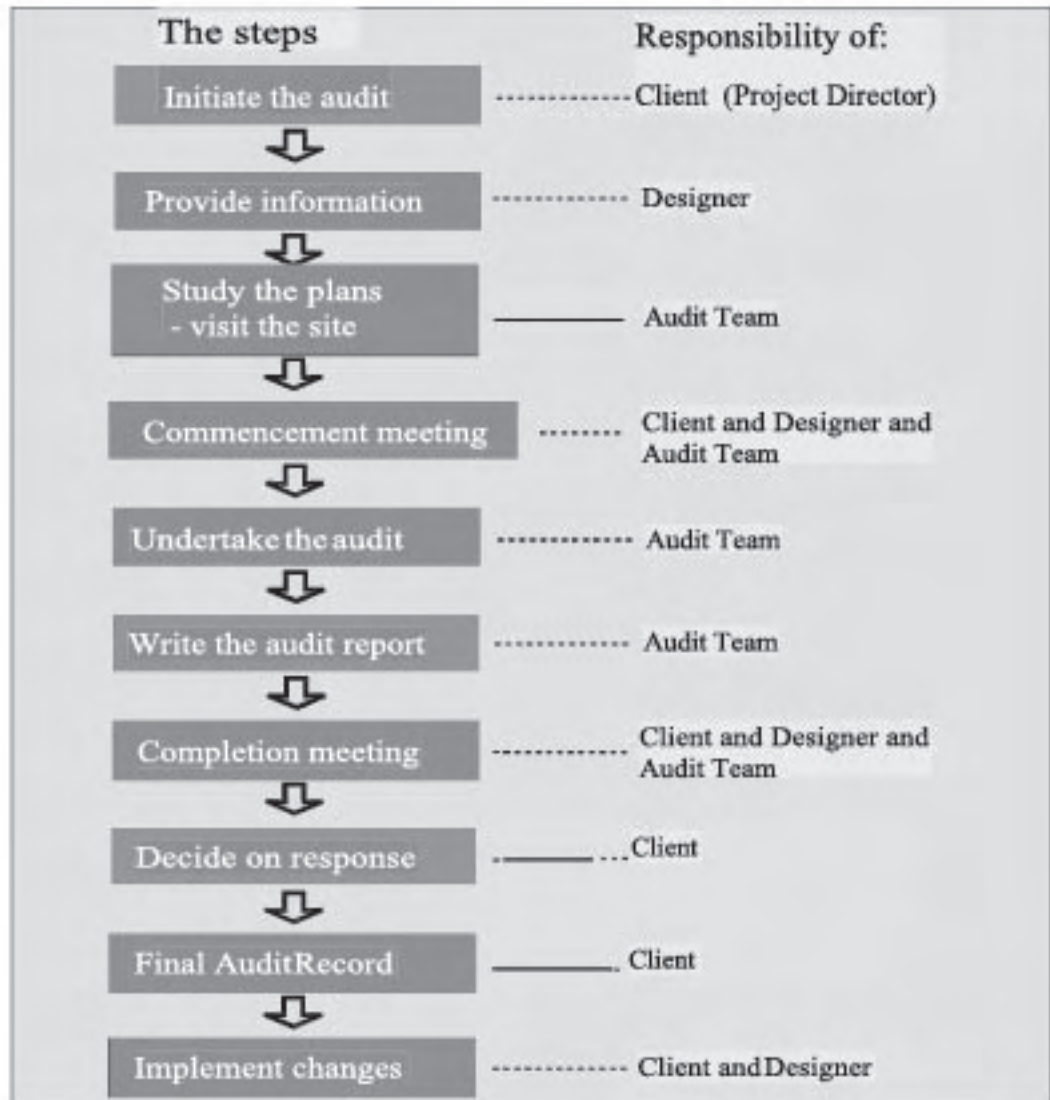 The steps
Responsibility of:
Initiate the audit
Client (Project Director)
Provide information
Designer
Study the plans
- visit the site
Audit Team
Commencement meeting
Client and Designer and
Audit Team
Undertake the audit
Audit Team
Write the audit report
Audit Team
Completion meeting
Client and Designer and
Audit Team
Decide on response
Client
Final AuditRecord
Client
Implement changes
Client and Designer